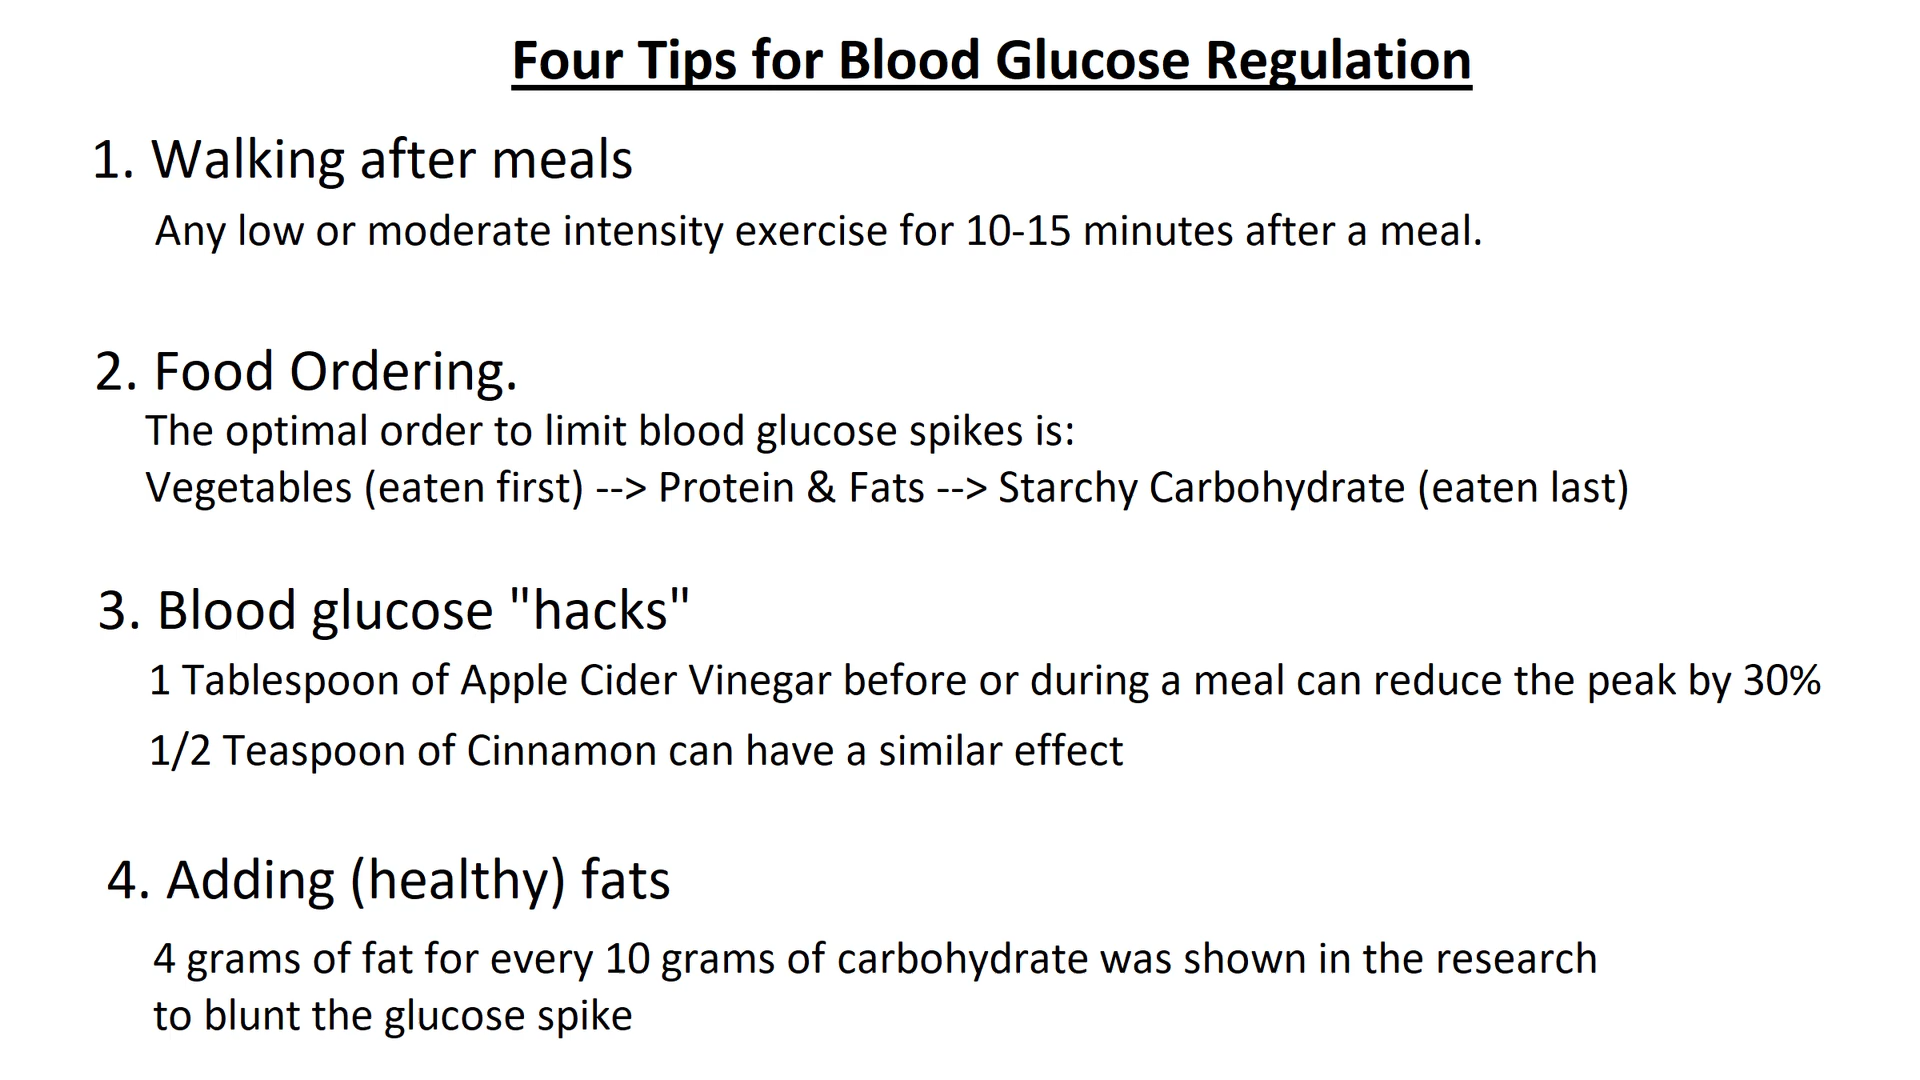 Four Tips for Blood Glucose Regulation
1. Walking after meals
Any low or moderate intensity exercise for 10-15 minutes after a meal.
2. Food Ordering.
The optimal order to limit blood glucose spikes is:
Vegetables (eaten first) --> Protein & Fats --> Starchy Carbohydrate (eaten last)
3. Blood glucose "hacks"
1 Tablespoon of Apple Cider Vinegar before or during a meal can reduce the peak by 30%
1/2 Teaspoon of Cinnamon can have a similar effect
4. Adding (healthy) fats
4 grams of fat for every 10 grams of carbohydrate was shown in the research
to blunt the glucose spike